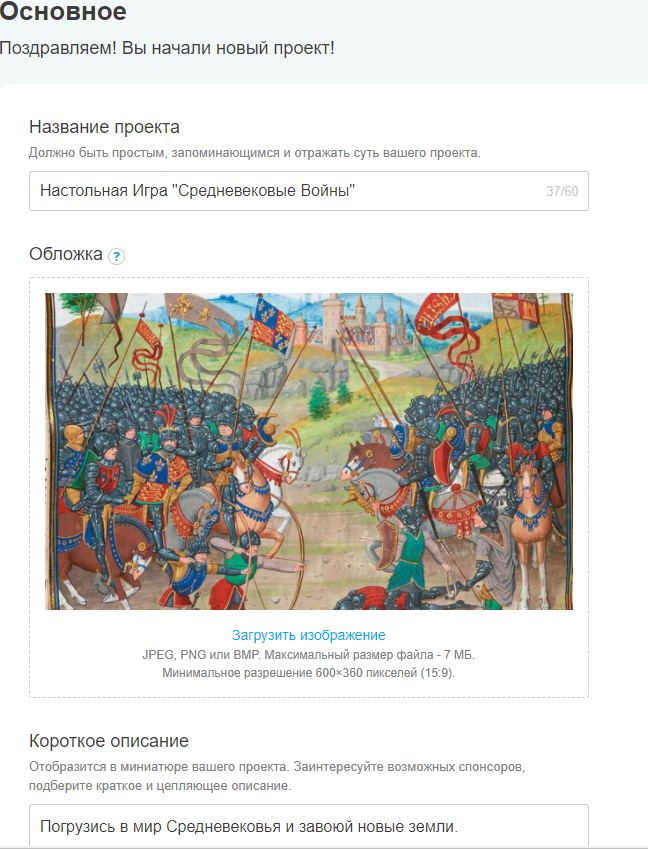 Основное
Поздравляем! Вы начали новый проект!
Название проекта
Должно быть простым, запоминающимся и отражать суть вашего проекта.
Настольная Игра "Средневековые Войны"
37/60
Обложка ?
Загрузить изображение
JPEG, PNG или BMP. Максимальный размер файла - 7 МБ.
Минимальное разрешение 600×360 пикселей (15:9).
Короткое описание
Отобразится в миниатюре вашего проекта. Заинтересуйте возможных спонсоров,
подберите краткое и цепляющее описание.
Погрузись в мир Средневековья и завоюй новые земли.